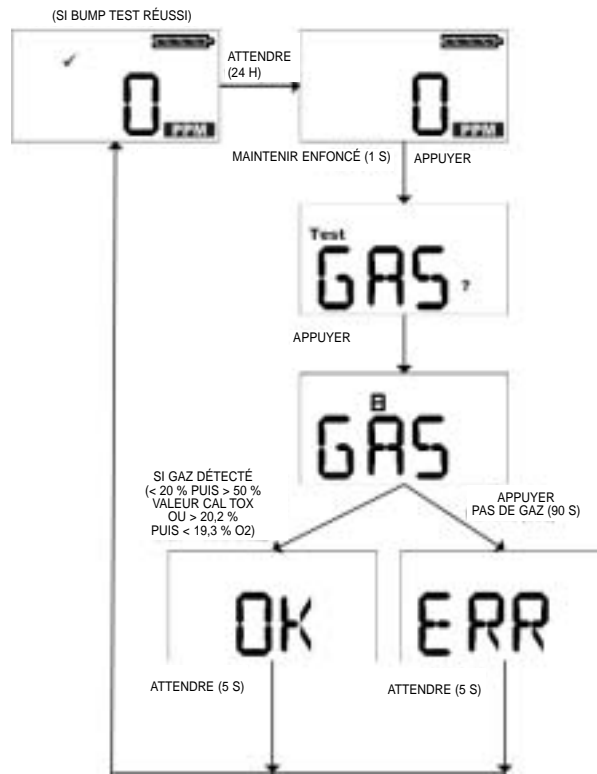 (SI BUMP TEST RÉUSSI)
ATTENDRE
(24 H)
0
PPM
0
PPM
MAINTENIR ENFONCÉ (1 S)
APPUYER
Test
GAS ?
APPUYER
GAS
SI GAZ DÉTECTÉ
(< 20 % PUIS > 50 %
VALEUR CAL TOX
OU > 20,2 %
PUIS < 19,3 % O2)
APPUYER
PAS DE GAZ (90 S)
OK
ERR
ATTENDRE (5 S)
ATTENDRE (5 S)